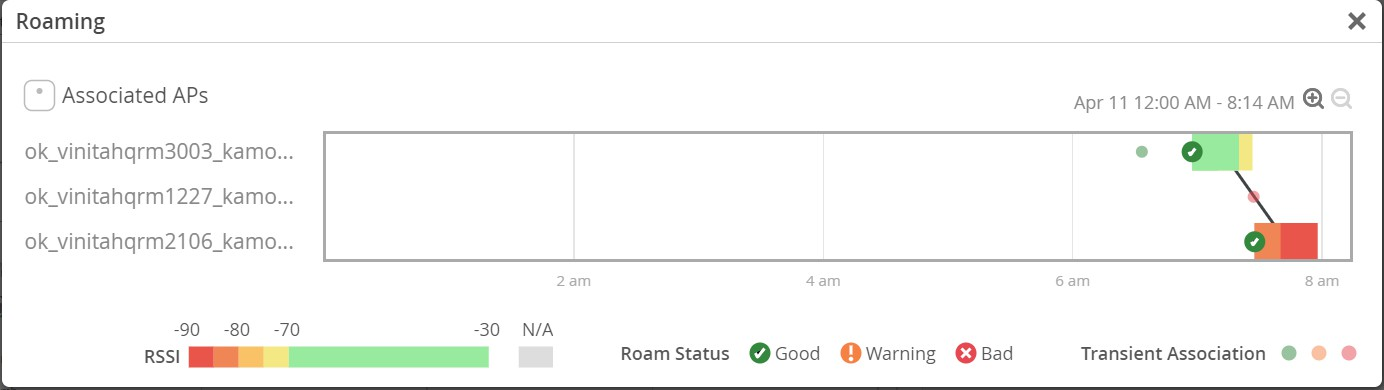 Roaming
Associated APs
Apr 11 12:00 AM - 8:14 AM
ok_vinitahqrm3003_kamo...
ok_vinitahqrm1227_kamo...
ok_vinitahqrm2106_kamo...
2 am 4 am 6 am 8 am
-90 -80 -70 -30 N/A
RSSI Roam Status Good Warning Bad Transient Association